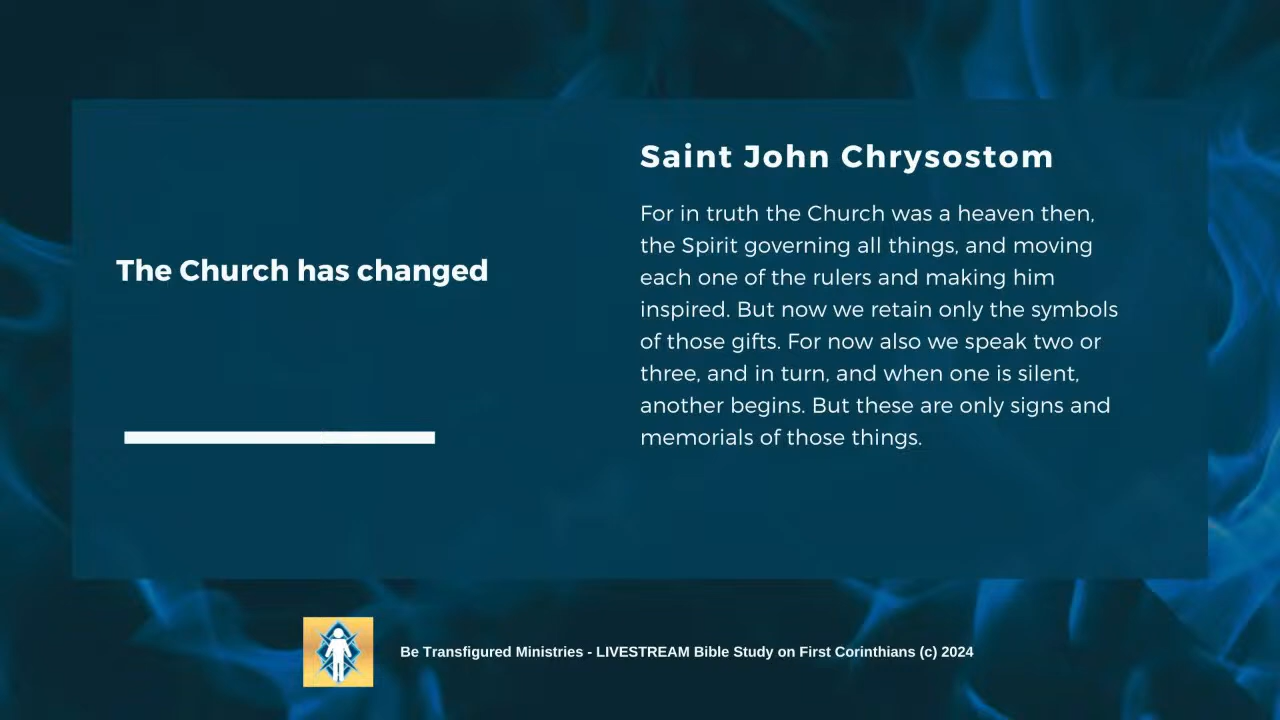 The Church has changed
Saint John Chrysostom
For in truth the Church was a heaven then,
the Spirit governing all things, and moving
each one of the rulers and making him
inspired. But now we retain only the symbols
of those gifts. For now also we speak two or
three, and in turn, and when one is silent,
another begins. But these are only signs and
memorials of those things.
Be Transfigured Ministries - LIVESTREAM Bible Study on First Corinthians (c) 2024